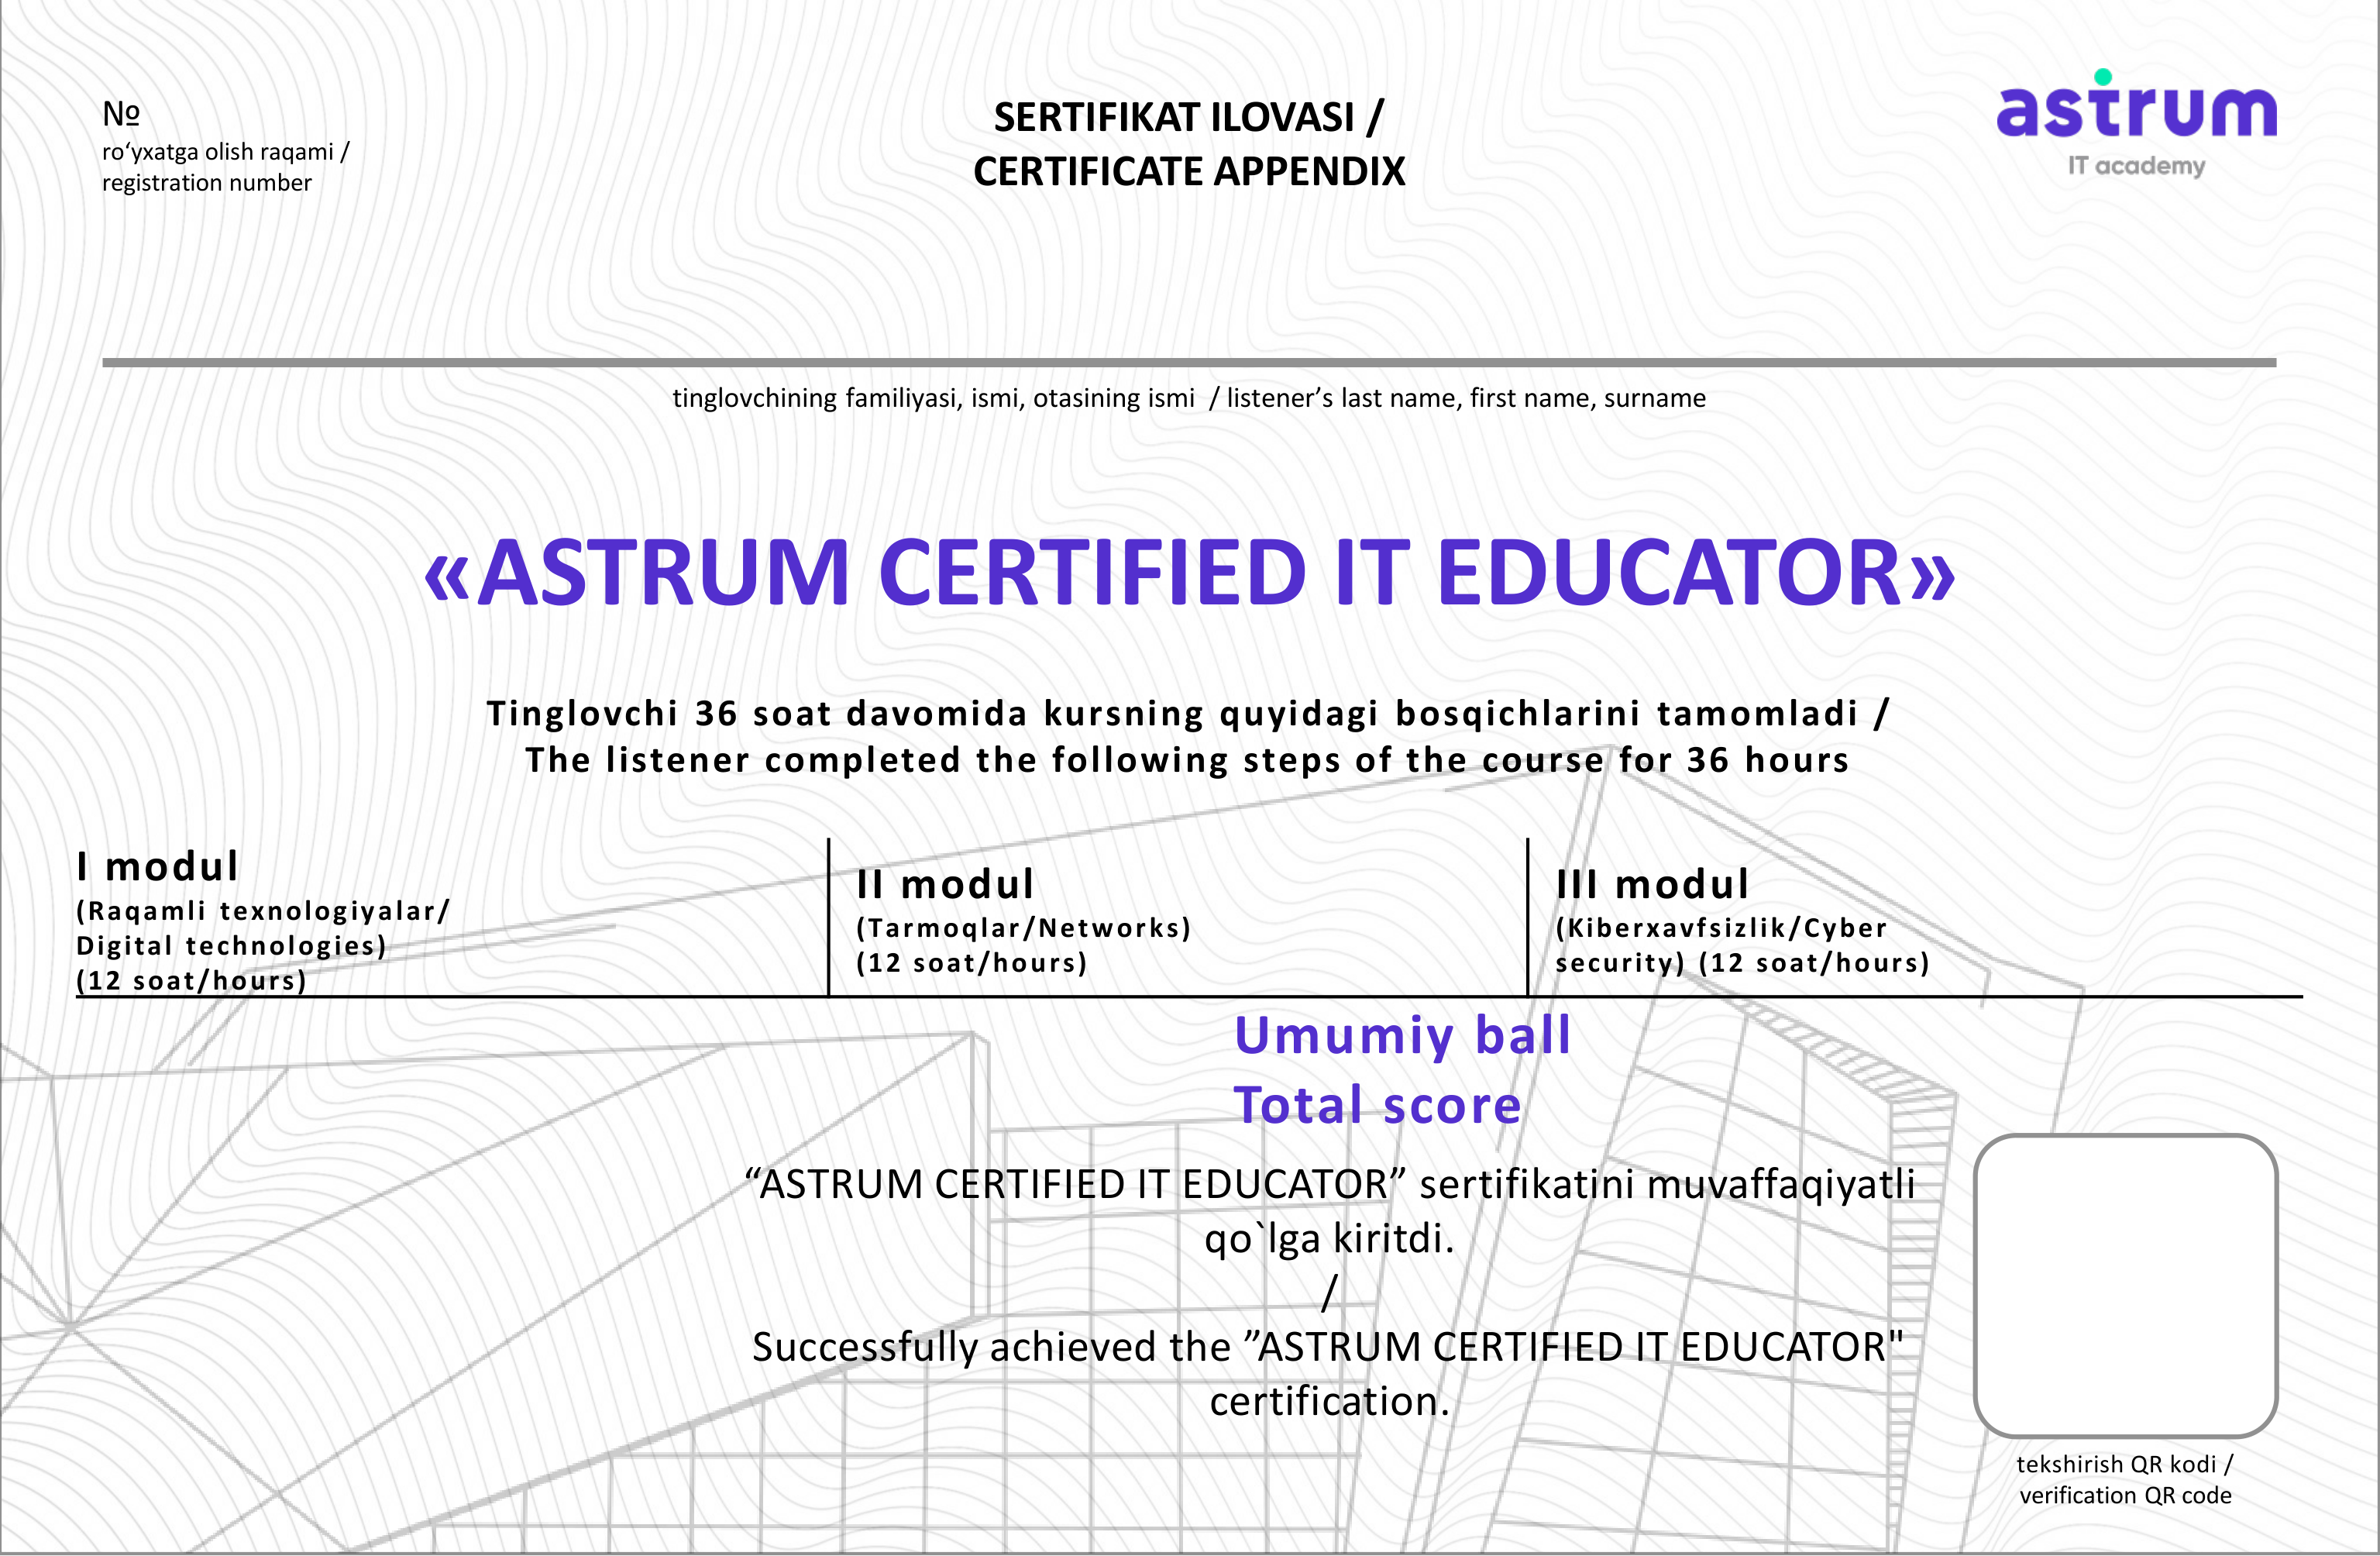 №
ro‘yxatga olish raqami /
registration number
SERTIFIKAT ILOVASI /
CERTIFICATE APPENDIX
astrum
IT academy
tinglovchining familiyasi, ismi, otasining ismi / listener’s last name, first name, surname
«ASTRUM CERTIFIED IT EDUCATOR»
Tinglovchi 36 soat davomida kursning quyidagi bosqichlarini tamomladi /
The listener completed the following steps of the course for 36 hours
I modul
(Raqamli texnologiyalar/
Digital technologies)
(12 soat/hours)
II modul
(Tarmoqlar/Networks)
(12 soat/hours)
III modul
(Kiberxavfsizlik/Cyber
security) (12 soat/hours)
Umumiy ball
Total score
“ASTRUM CERTIFIED IT EDUCATOR” sertifikatini muvaffaqiyatli
qo`lga kiritdi.
/
Successfully achieved the ”ASTRUM CERTIFIED IT EDUCATOR"
certification.
tekshirish QR kodi /
verification QR code